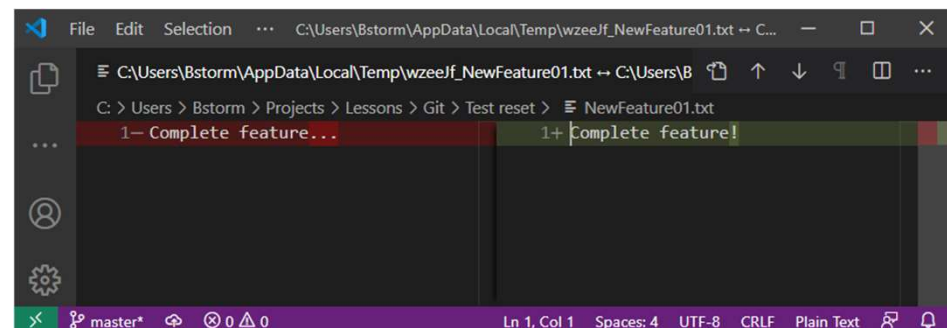 File Edit Selection ··· C:\Users\Bstorm\AppData\Local\Temp\wzeeJf_NewFeature01.txt ↔ C...
C:\Users\Bstorm\AppData\Local\Temp\wzeeJf_NewFeature01.txt ↔ C:\Users\B
C: > Users > Bstorm > Projects > Lessons > Git > Test reset > NewFeature01.txt
1— Complete feature... 1+ Complete feature!
master* 0 0 Ln 1, Col 1 Spaces: 4 UTF-8 CRLF Plain Text